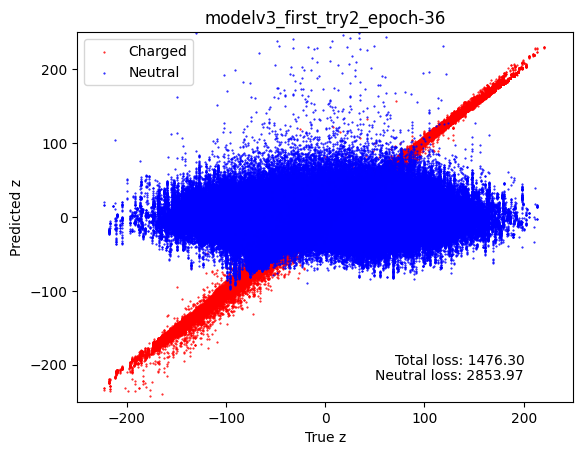 modelv3_first_try2_epoch-36
Charged
Neutral
200
100
0
−100
−200
Predicted z
Total loss: 1476.30
Neutral loss: 2853.97
−200
−100
0
100
200
True z